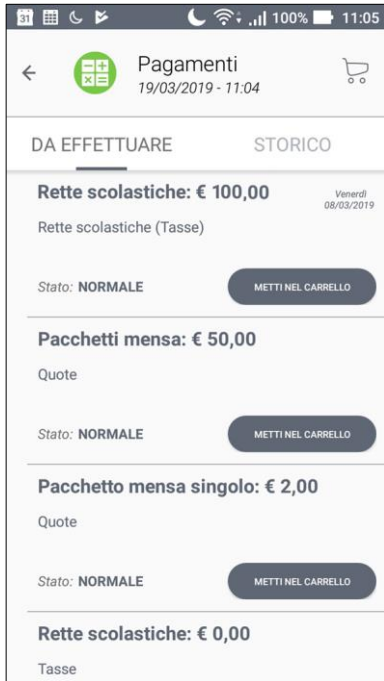 31 100% 11:05
Pagamenti
19/03/2019 - 11:04
DA EFFETTUARE STORICO
Rette scolastiche: € 100,00 Venerdì
08/03/2019
Rette scolastiche (Tasse)
Stato: NORMALE METTI NEL CARRELLO
Pacchetti mensa: € 50,00
Quote
Stato: NORMALE METTI NEL CARRELLO
Pacchetto mensa singolo: € 2,00
Quote
Stato: NORMALE METTI NEL CARRELLO
Rette scolastiche: € 0,00
Tasse